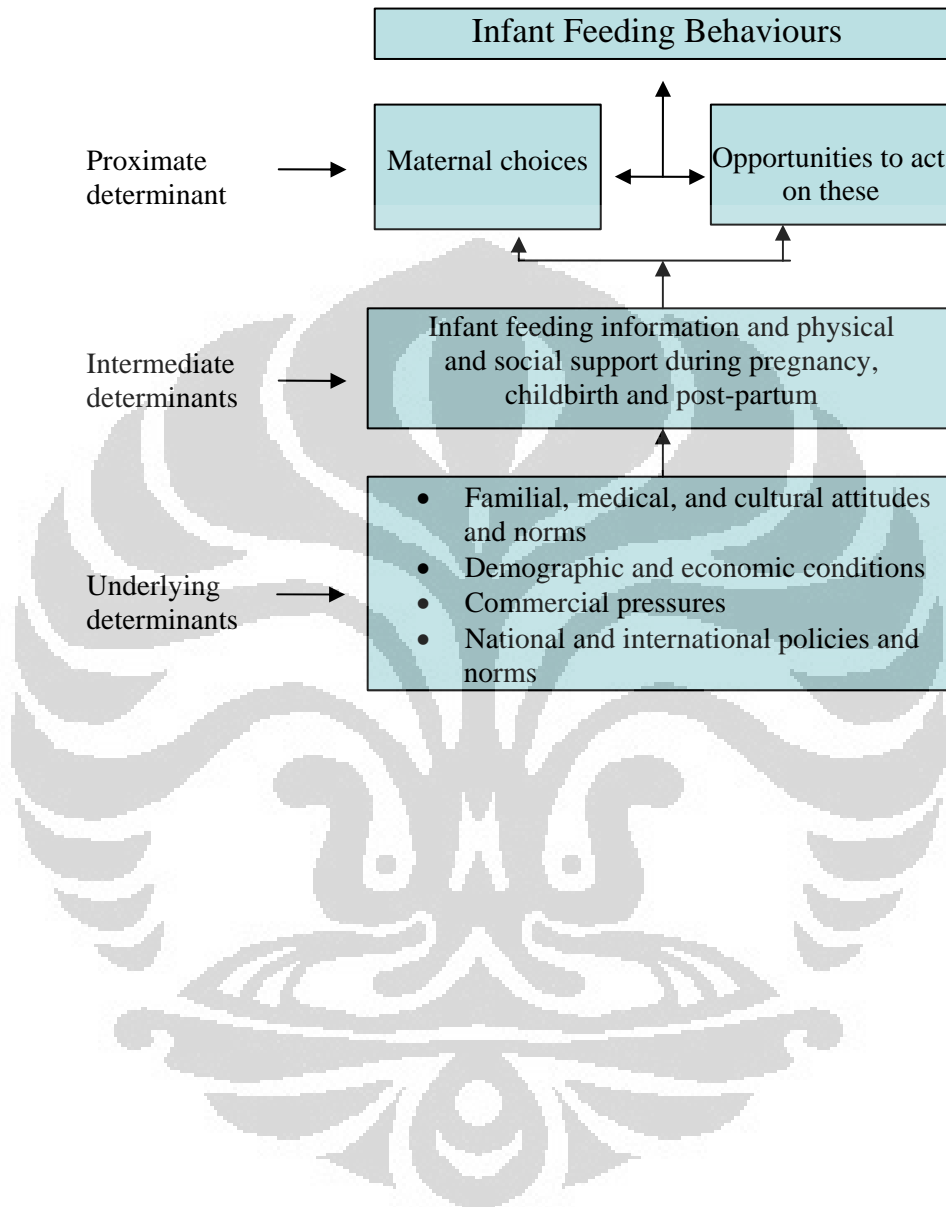 Infant Feeding Behaviours
Proximate
determinant
Maternal choices
Opportunities to act
on these
Intermediate
determinants
Infant feeding information and physical
and social support during pregnancy,
childbirth and post-partum
Underlying
determinants
• Familial, medical, and cultural attitudes
and norms
• Demographic and economic conditions
• Commercial pressures
• National and international policies and
norms